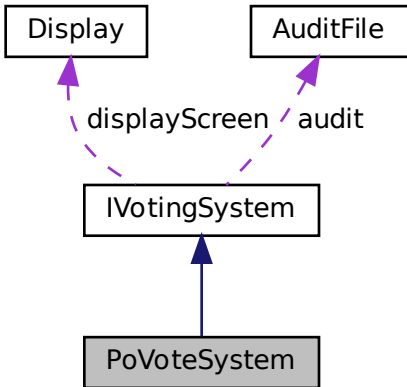 Display
AuditFile
displayScreen
audit
IVotingSystem
PoVoteSystem